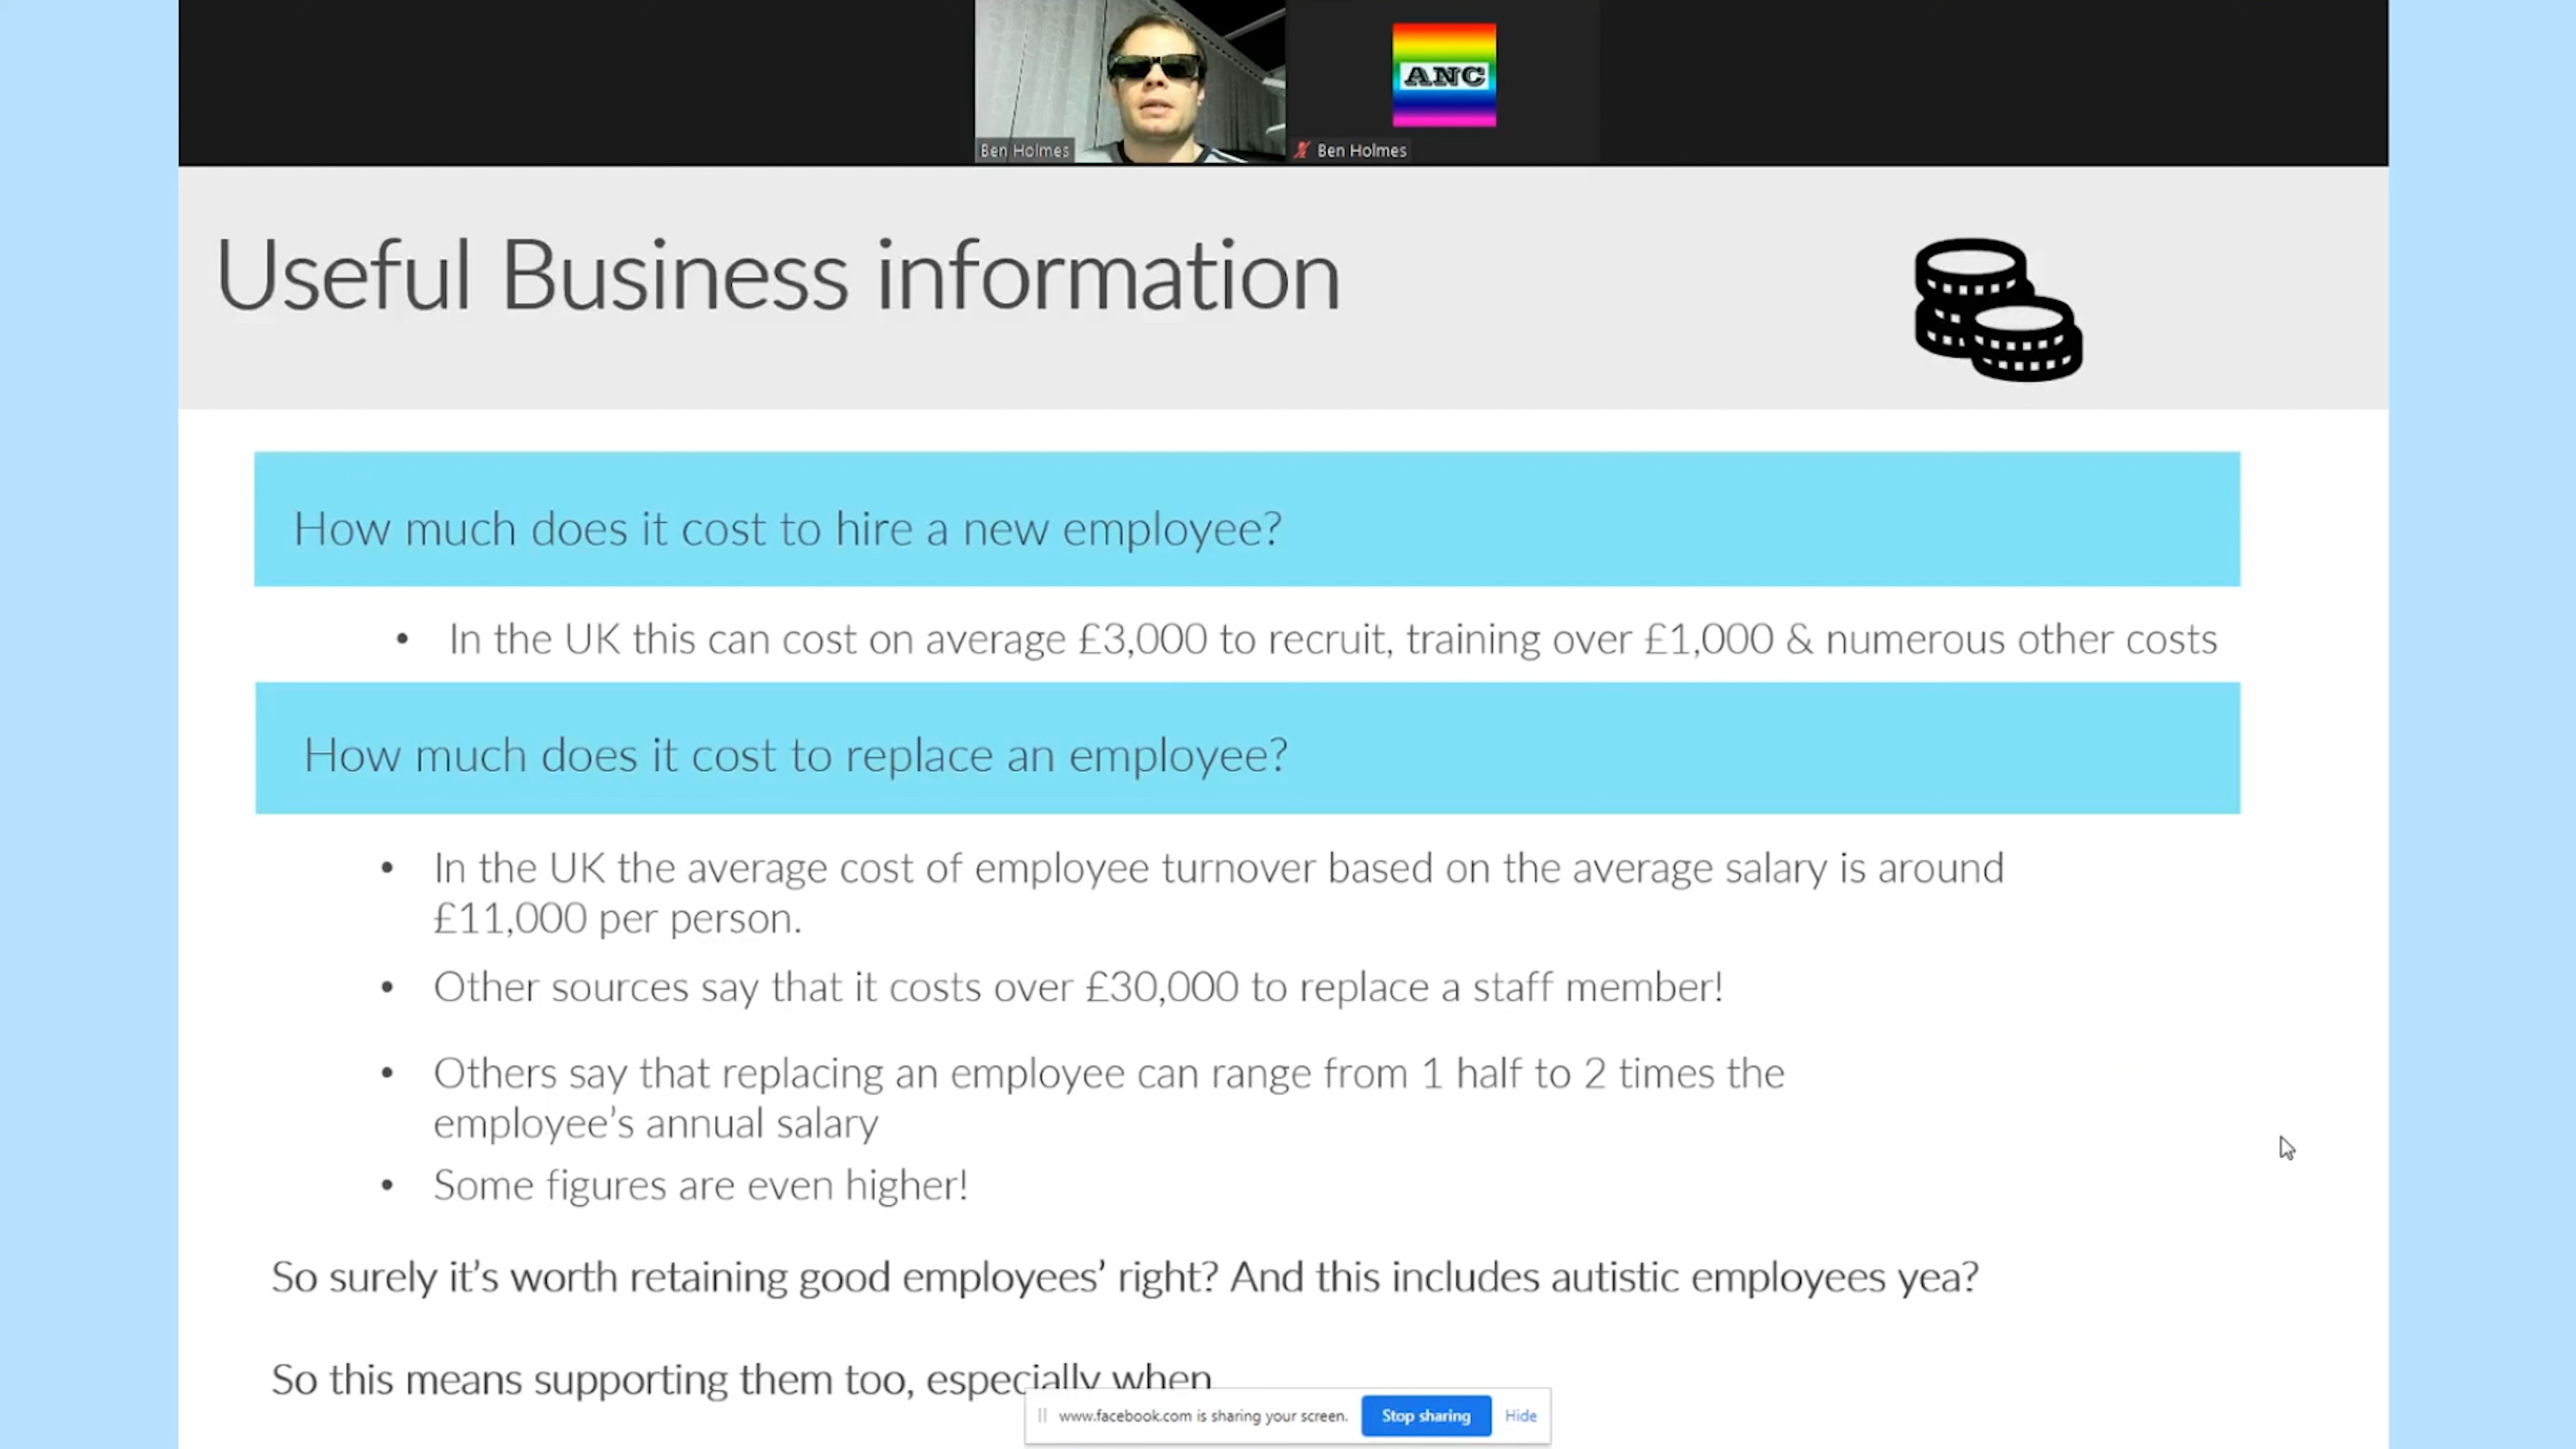 ANC
Ben Holmes
Ben Holmes
Useful Business information
How much does it cost to hire a new employee?
• In the UK this can cost on average £3,000 to recruit, training over £1,000 & numerous other costs
How much does it cost to replace an employee?
• In the UK the average cost of employee turnover based on the average salary is around
£11,000 per person.
• Other sources say that it costs over £30,000 to replace a staff member!
• Others say that replacing an employee can range from 1 half to 2 times the
employee's annual salary
• Some figures are even higher!
So surely it's worth retaining good employees' right? And this includes autistic employees yea?
So this means supporting them too, especially when
www.facebook.com is sharing your screen. Stop sharing Hide